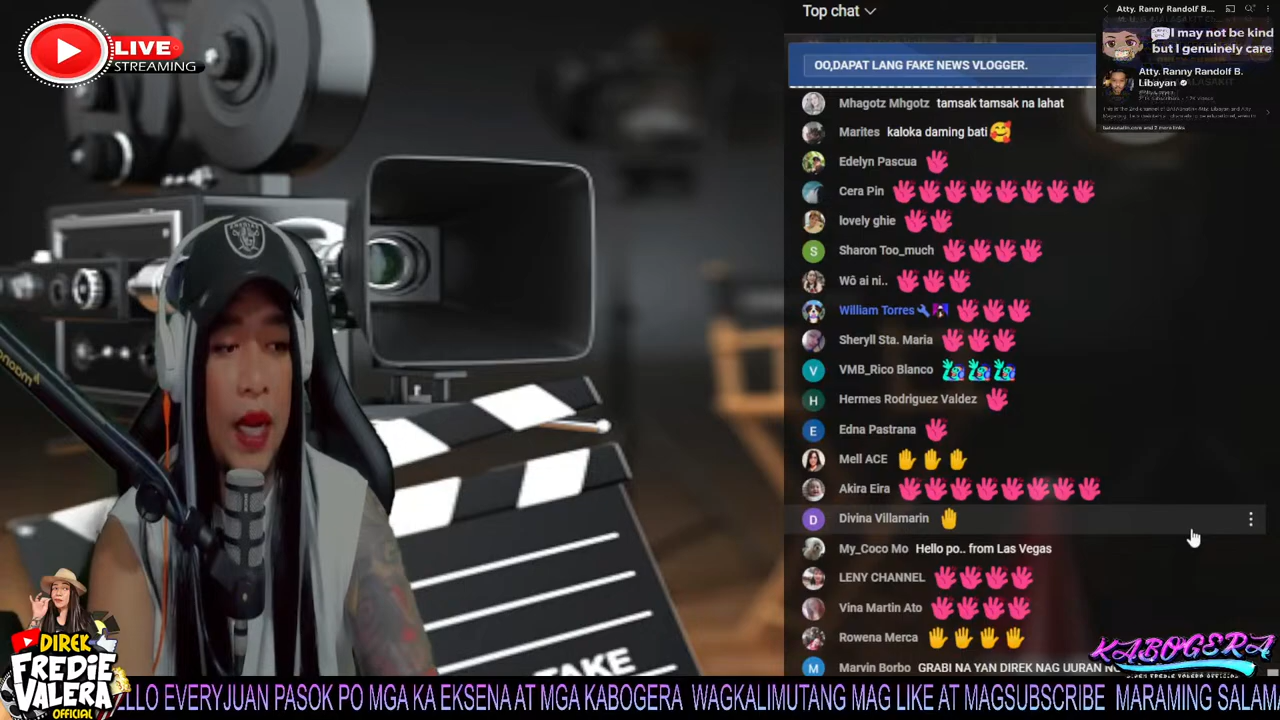 LIVE
STREAMING
Top chat
OO,DAPAT LANG FAKE NEWS VLOGGER.
Atty. Ranny Randolf B....
I may not be kind
but I genuinely care
Atty. Ranny Randolf B.
Libayan
Mhagotz Mhgotz tamsak tamsak na lahat
Marites kaloka daming bati 🥰
Edelyn Pascua
Cera Pin
lovely ghie
S Sharon Too_much
Wô ai ni..
William Torres
Sheryll Sta. Maria
V VMB_Rico Blanco
H Hermes Rodriguez Valdez
E Edna Pastrana
Mell ACE
Akira Eira
D Divina Villamarin
My_Coco Mo Hello po.. from Las Vegas
LENY CHANNEL
Vina Martin Ato
Rowena Merca
M Marvin Borbo GRABI NA YAN DIREK NAG UURAN
KABOGERA
TAKE
DIREK
FREDIE
VALERA
OFFICIAL
LLO EVERYJUAN PASOK PO MGA KA EKSENA AT MGA KABOGERA WAGKALIMUTANG MAG LIKE AT MAGSUBSCRIBE MARAMING SALAMA